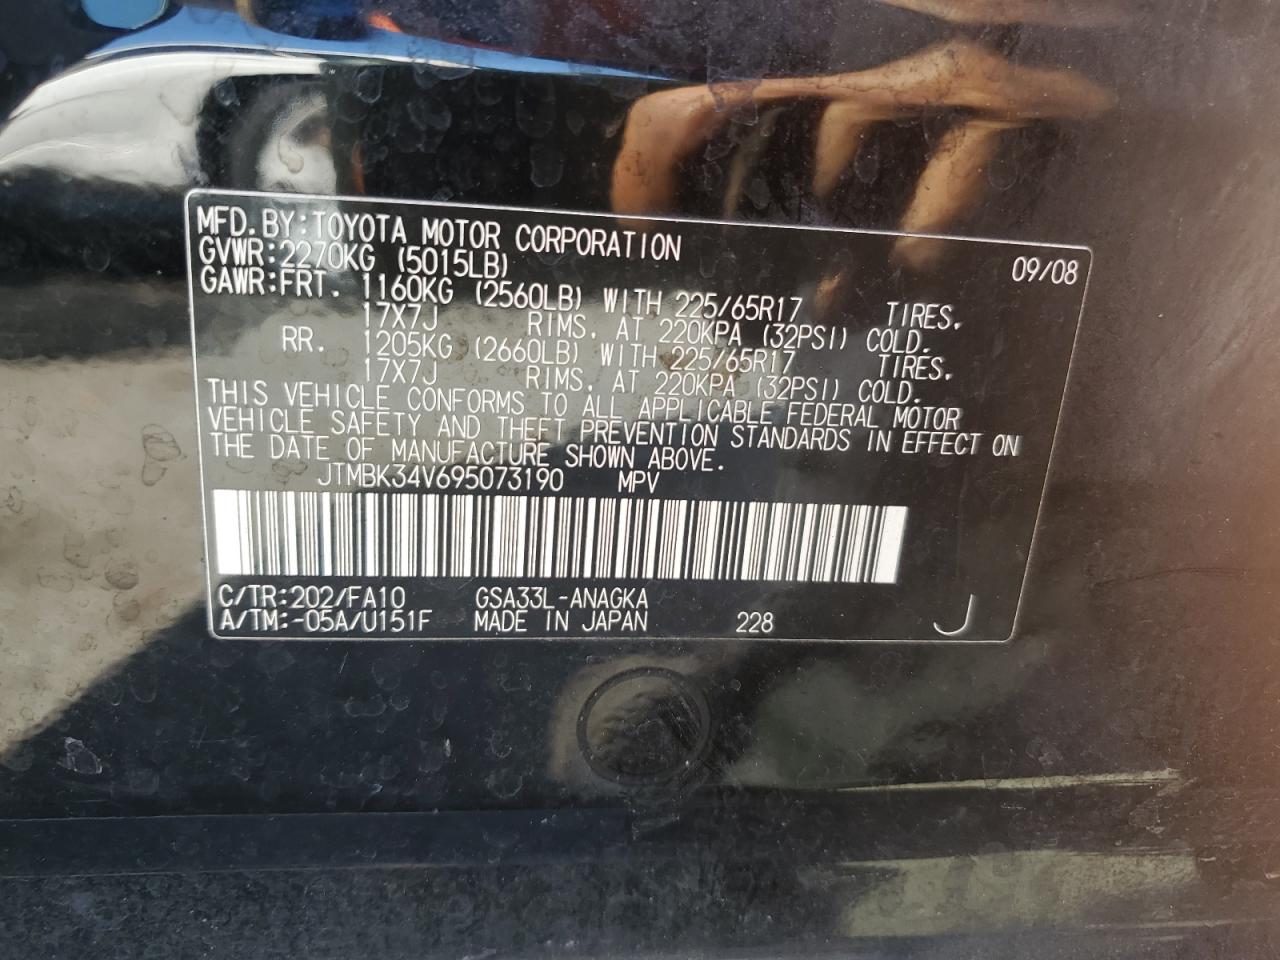 MFD.BY:TOYOTA MOTOR CORPORATION 09/08
GVWR:2270KG (5015LB)
GAWR:FRT. 1160KG (2560LB) WITH 225/65R17 TIRES,
17X7J RIMS, AT 220KPA (32PSI) COLD.
RR. 1205KG (2660LB) WITH 225/65R17 TIRES,
17X7J RIMS, AT 220KPA (32PSI) COLD.
THIS VEHICLE CONFORMS TO ALL APPLICABLE FEDERAL MOTOR
VEHICLE SAFETY AND THEFT PREVENTION STANDARDS IN EFFECT ON
THE DATE OF MANUFACTURE SHOWN ABOVE.
JTMBK34V695073190 MPV
C/TR:202/FA10 GSA33L-ANAGKA
A/TM:-05A/U151F MADE IN JAPAN 228 J